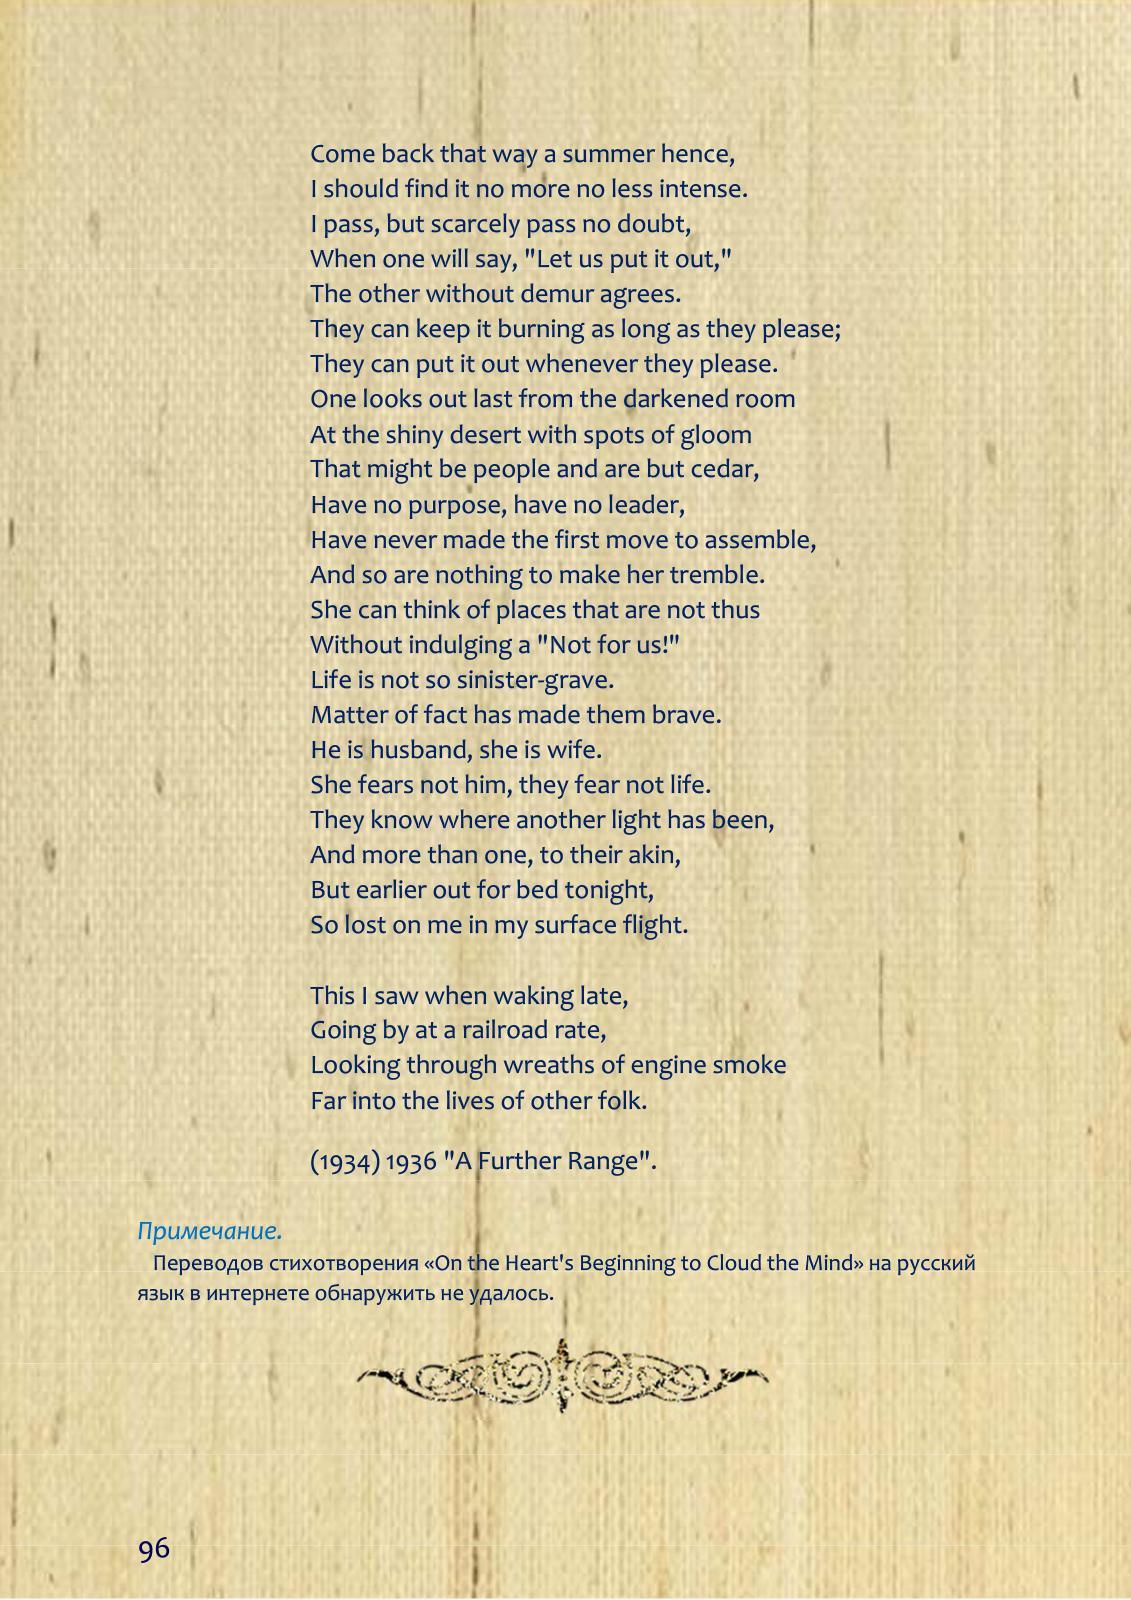 Come back that way a summer hence,
I should find it no more no less intense.
I pass, but scarcely pass no doubt,
When one will say, "Let us put it out,"
The other without demur agrees.
They can keep it burning as long as they please;
They can put it out whenever they please.
One looks out last from the darkened room
At the shiny desert with spots of gloom
That might be people and are but cedar,
Have no purpose, have no leader,
Have never made the first move to assemble,
And so are nothing to make her tremble.
She can think of places that are not thus
Without indulging a "Not for us!"
Life is not so sinister-grave.
Matter of fact has made them brave.
He is husband, she is wife.
She fears not him, they fear not life.
They know where another light has been,
And more than one, to their akin,
But earlier out for bed tonight,
So lost on me in my surface flight.
This I saw when waking late,
Going by at a railroad rate,
Looking through wreaths of engine smoke
Far into the lives of other folk.
(1934) 1936 "A Further Range".
Примечание.
Переводов стихотворения «On the Heart's Beginning to Cloud the Mind» на русский
язык в интернете обнаружить не удалось.
96